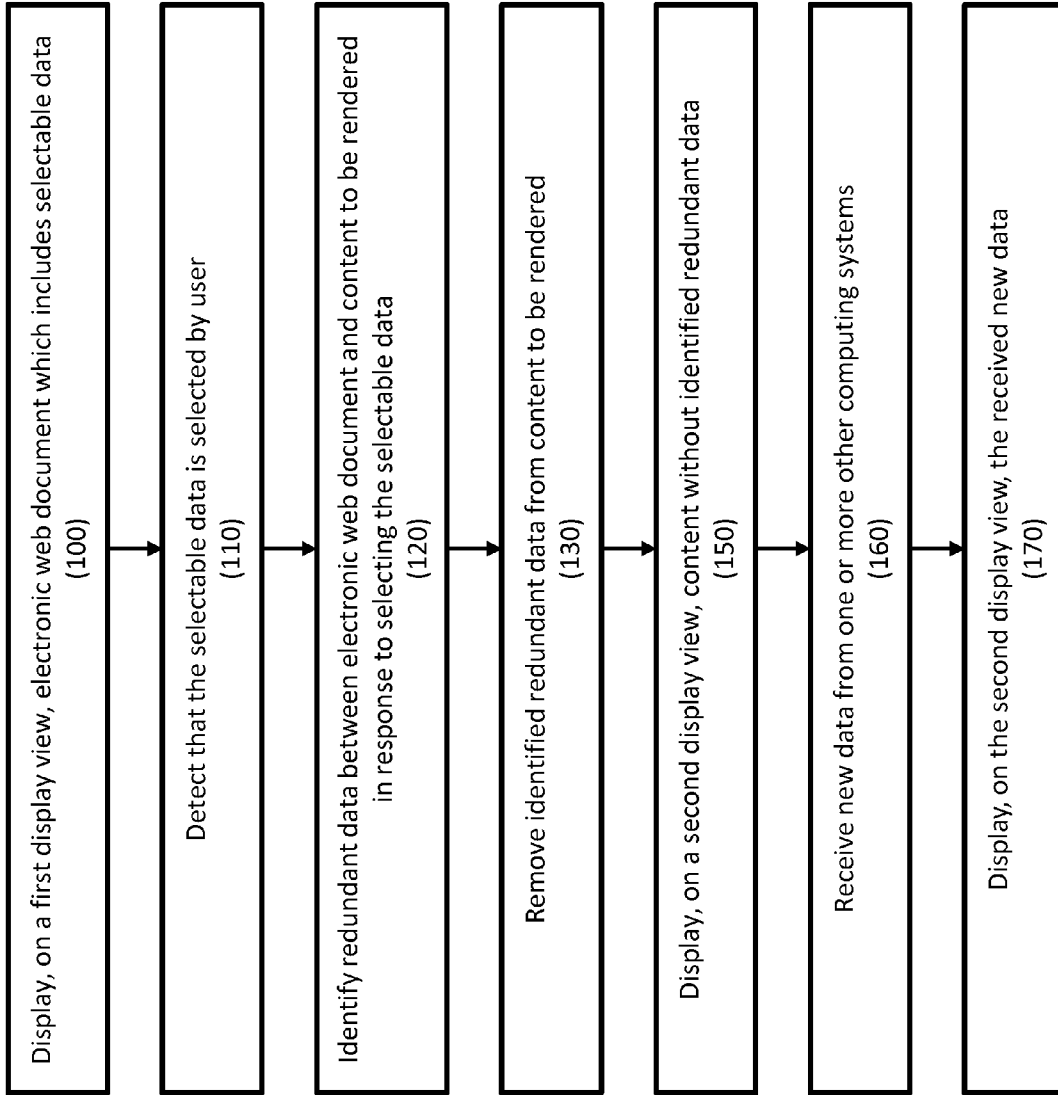 Display, on a first display view, electronic web document which includes selectable data
(100)
Detect that the selectable data is selected by user
(110)
Identify redundant data between electronic web document and content to be rendered
in response to selecting the selectable data
(120)
Remove identified redundant data from content to be rendered
(130)
Display, on a second display view, content without identified redundant data
(150)
Receive new data from one or more other computing systems
(160)
Display, on the second display view, the received new data
(170)